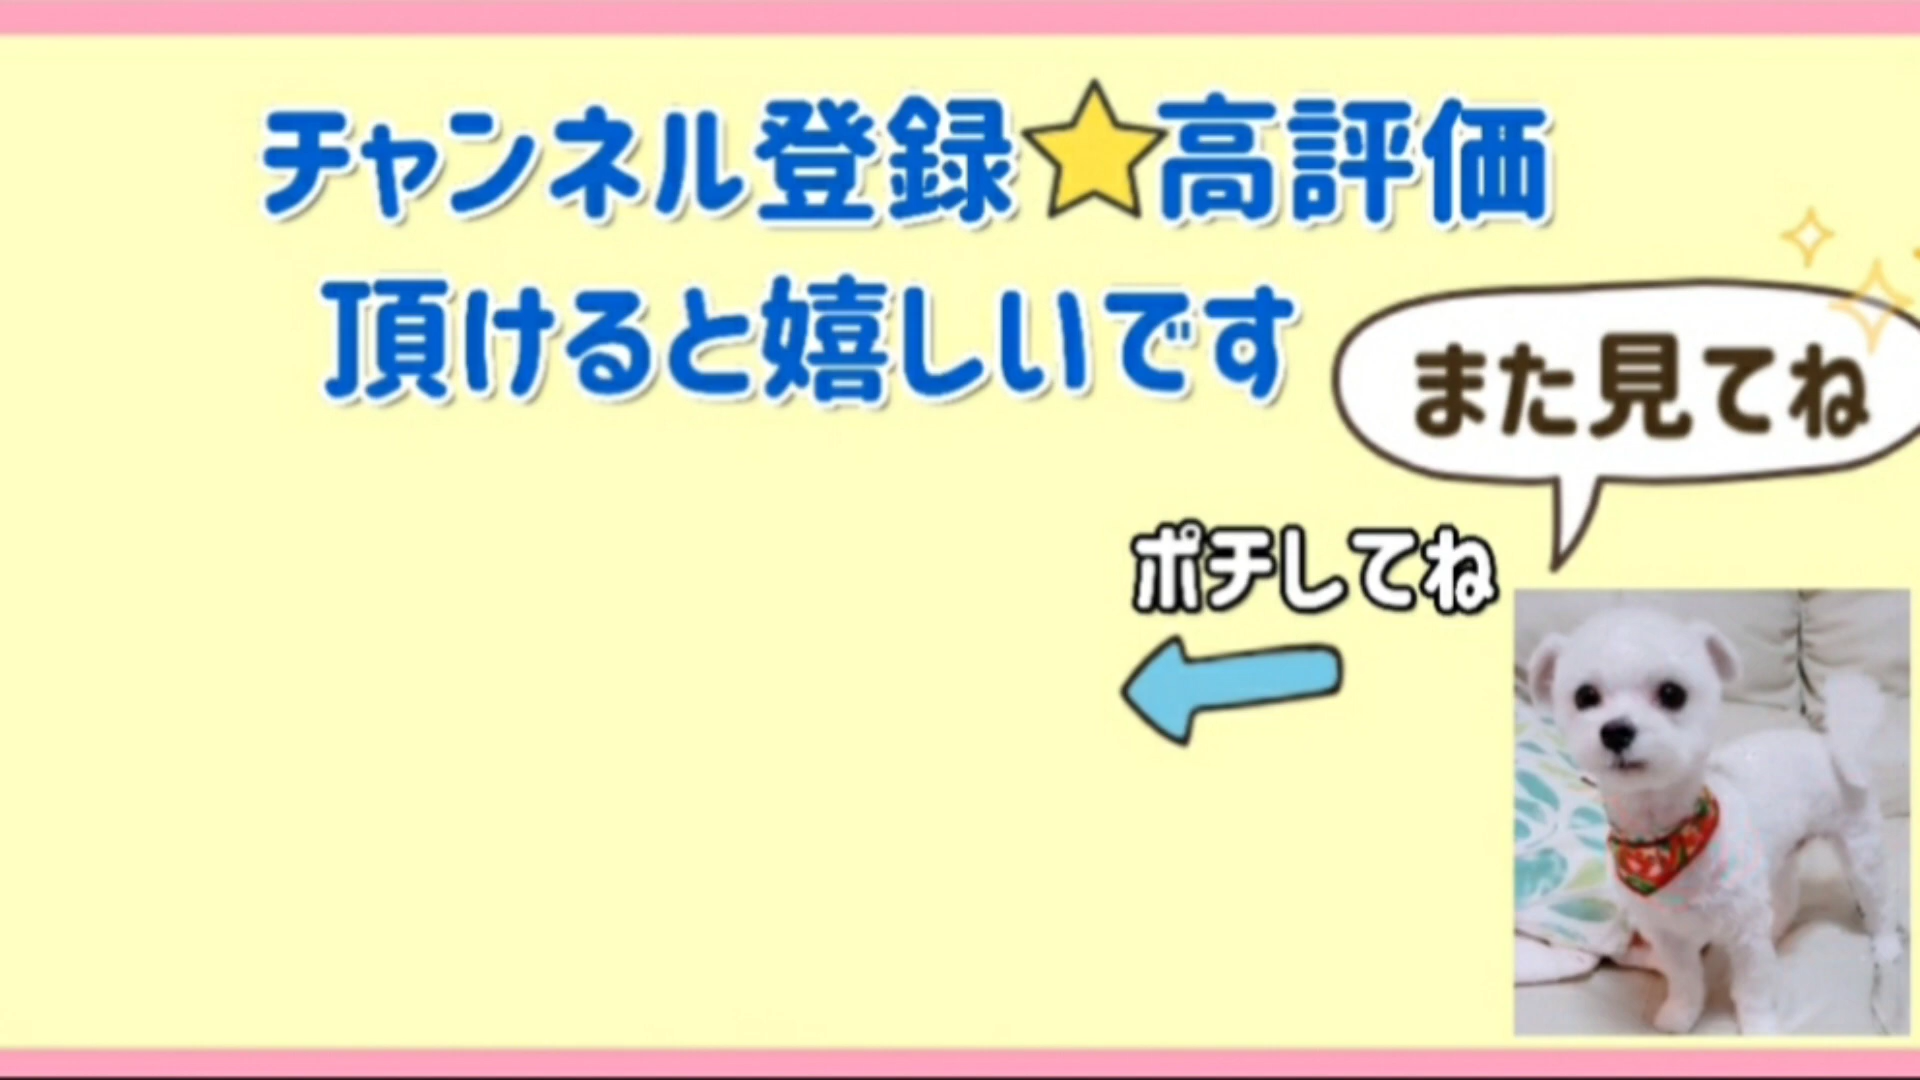 チャンネル登録⭐高評価
頂けると嬉しいです
また見てね
ポチしてね